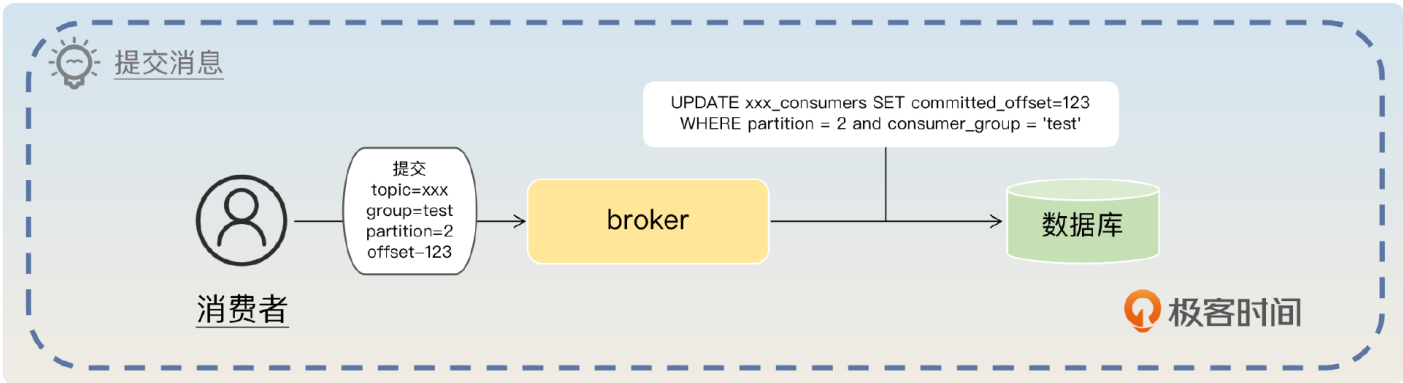 提交消息
UPDATE xxx_consumers SET committed_offset=123
WHERE partition = 2 and consumer_group = 'test'
提交
topic=xxx
group=test
partition=2
offset-123
broker
数据库
消费者
极客时间